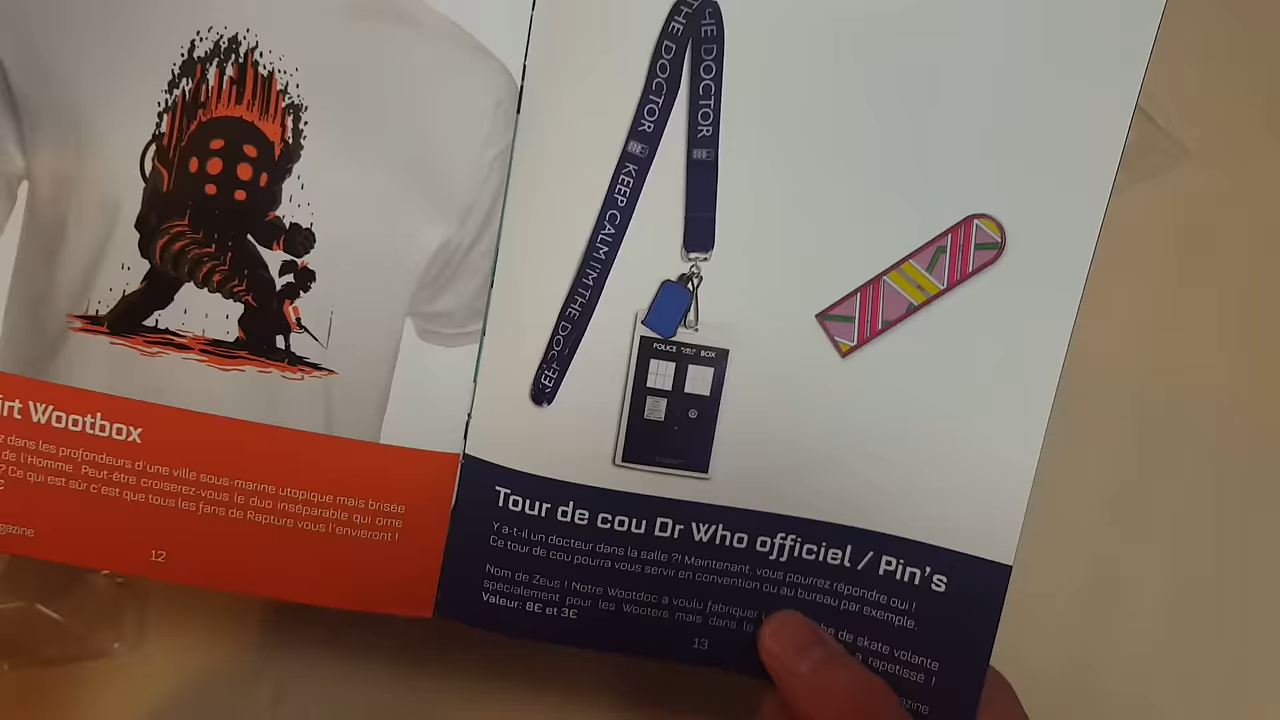 irt Wootbox
z dans les profondeurs d'une ville sous-marine utopique mais brisée
de l'Homme. Peut-être croiserez-vous le duo inséparable qui orne
? Ce qui est sûr c'est que tous les fans de Rapture vous l'envieront !
€
gazine
12
THE DOCTOR KEEP CALM I'M THE DOCTOR
HE DOCTOR
POLICE BOX
Tour de cou Dr Who officiel / Pin's
Y a-t-il un docteur dans la salle ?! Maintenant, vous pourrez répondre oui !
Ce tour de cou pourra vous servir en convention ou au bureau par exemple.
Nom de Zeus ! Notre Wootdoc a voulu fabriquer he de skate volante
spécialement pour les Wooters mais dans le a rapetissé !
Valeur: 8€ et 3€
13
azine